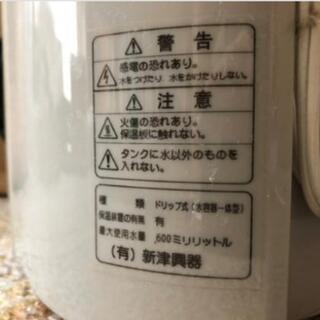 警告
感電の恐れあり。
水をつけたり、水をかけたりしない。
注意
火傷の恐れあり。
保温板に触れない。
タンクに水以外のものを
入れない。
種類 ドリップ式(水容器一体型)
保温装置の有無 有
最大使用水量 600ミリリットル
(有)新津興器